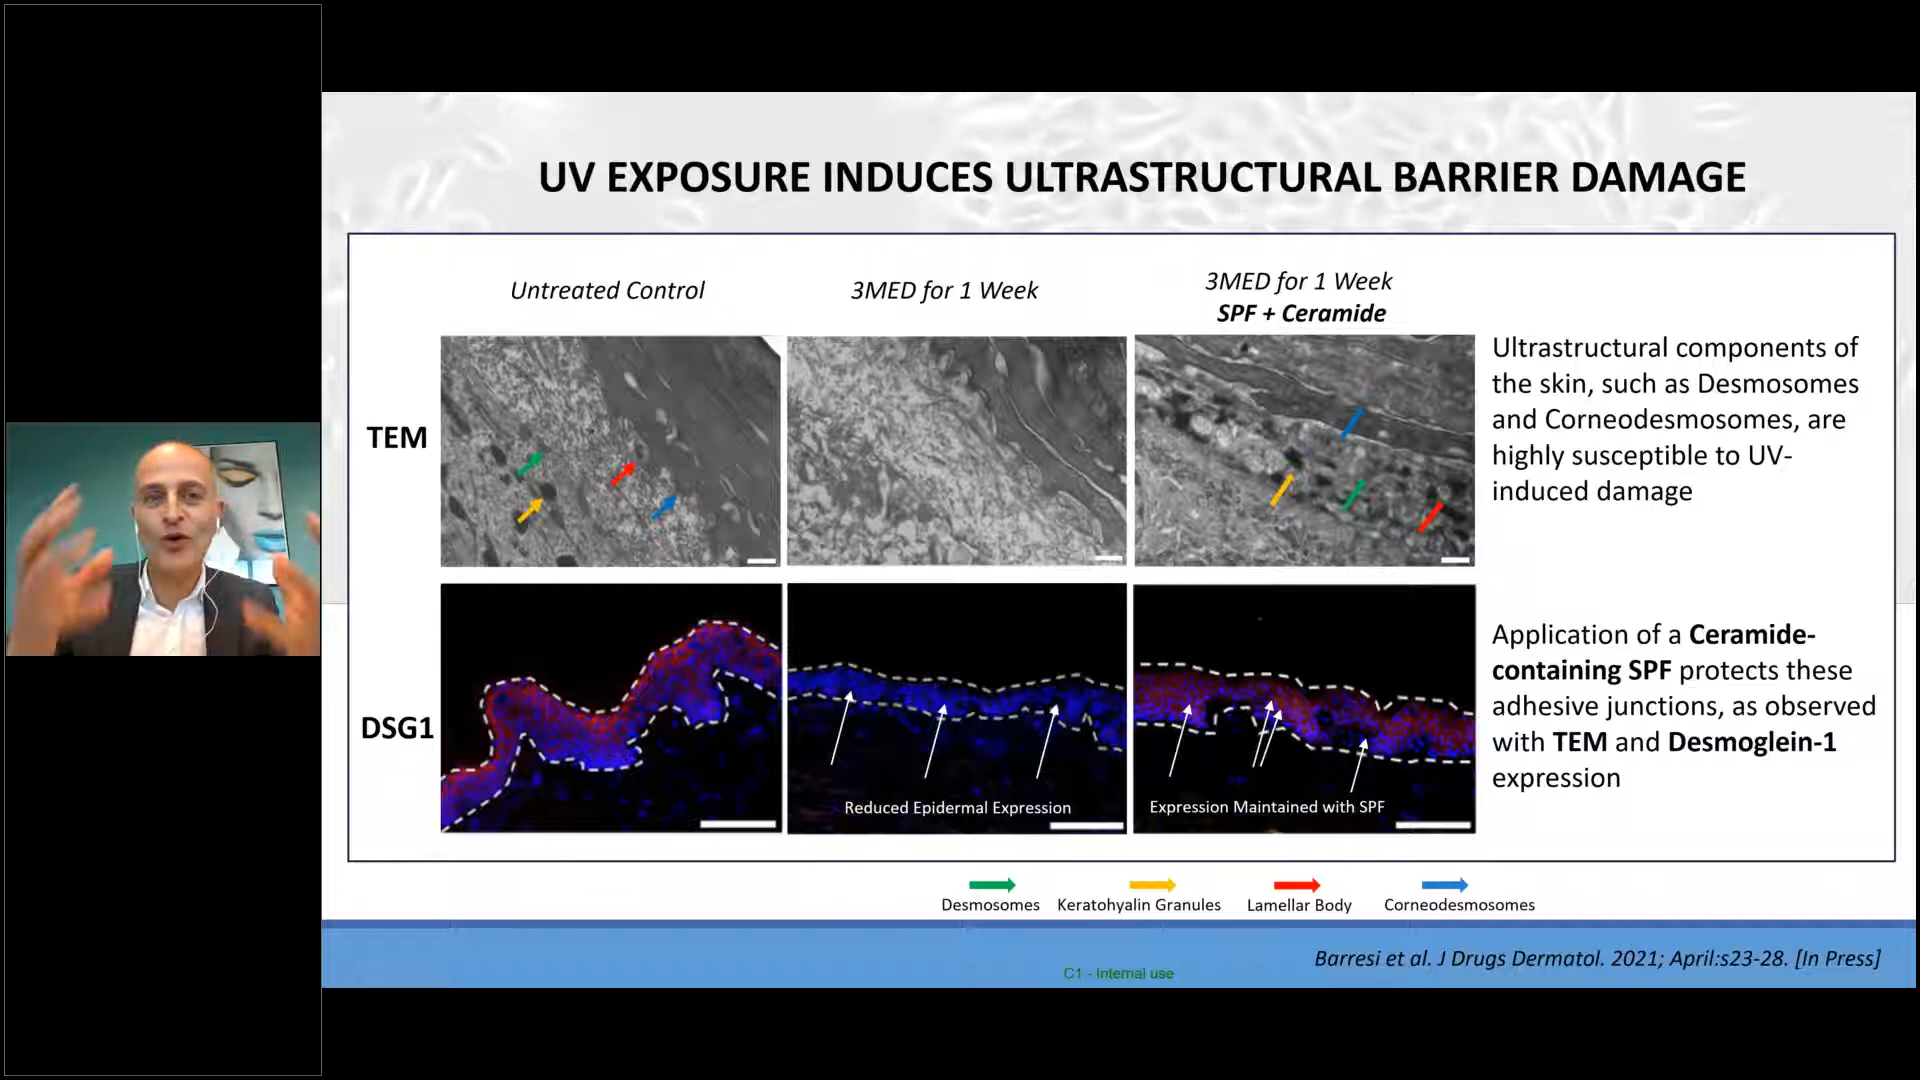 UV EXPOSURE INDUCES ULTRASTRUCTURAL BARRIER DAMAGE
Untreated Control
3MED for 1 Week
3MED for 1 Week
SPF + Ceramide
TEM
Ultrastructural components of
the skin, such as Desmosomes
and Corneodesmosomes, are
highly susceptible to UV-
induced damage
DSG1
Reduced Epidermal Expression
Expression Maintained with SPF
Application of a Ceramide-
containing SPF protects these
adhesive junctions, as observed
with TEM and Desmoglein-1
expression
Desmosomes
Keratohyalin Granules
Lamellar Body
Corneodesmosomes
Barresi et al. J Drugs Dermatol. 2021; April:s23-28. [In Press]
C1 - Internal use